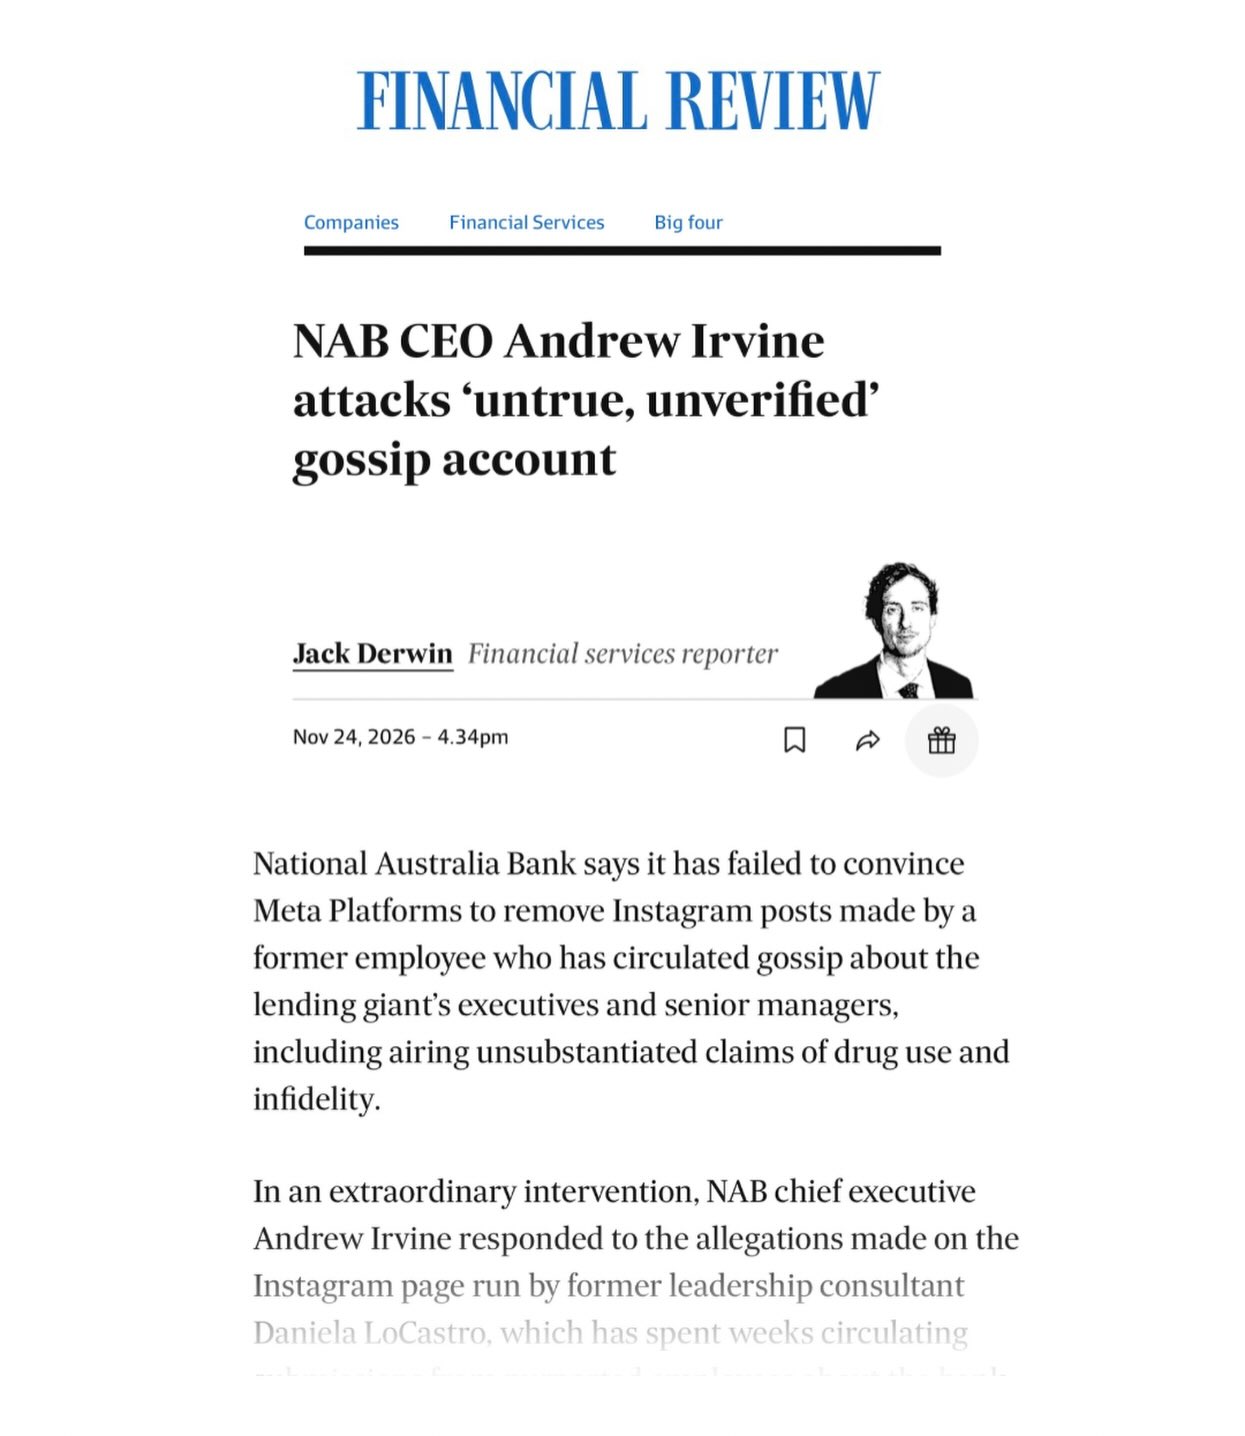 FINANCIAL REVIEW
Companies Financial Services Big four
NAB CEO Andrew Irvine
attacks ‘untrue, unverified’
gossip account
Jack Derwin Financial services reporter
Nov 24, 2026 – 4.34pm
National Australia Bank says it has failed to convince
Meta Platforms to remove Instagram posts made by a
former employee who has circulated gossip about the
lending giant’s executives and senior managers,
including airing unsubstantiated claims of drug use and
infidelity.
In an extraordinary intervention, NAB chief executive
Andrew Irvine responded to the allegations made on the
Instagram page run by former leadership consultant
Daniela LoCastro, which has spent weeks circulating